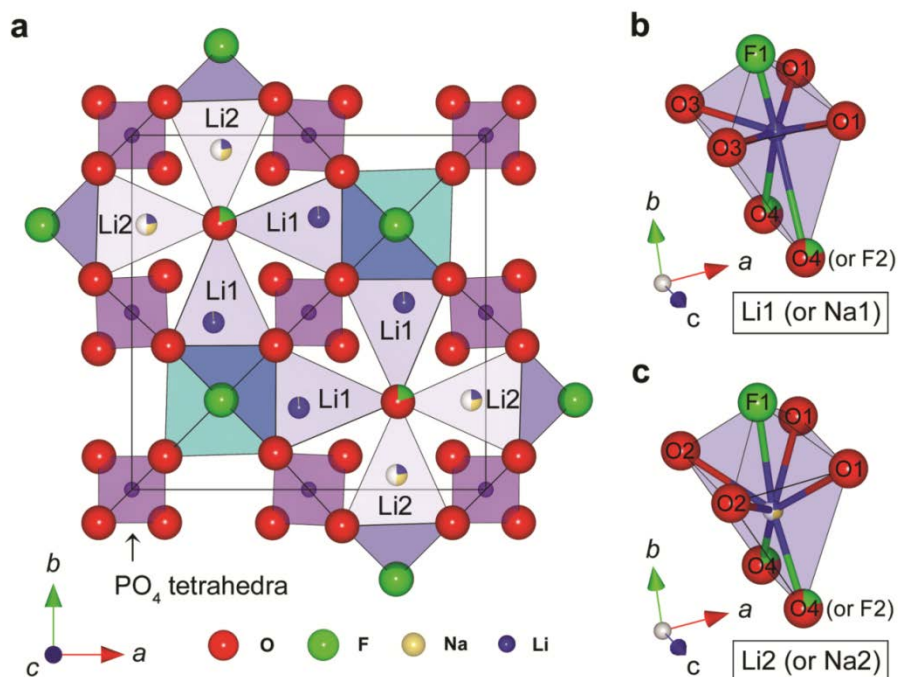 a
Li2
Li2
Li1
Li1
Li1
Li1
Li2
Li2
PO4 tetrahedra
b
c
a
O
F
Na
Li
b
F1
O1
O3
O1
O3
O4
O4 (or F2)
b
a
c
Li1 (or Na1)
c
F1
O1
O2
O1
O2
O4
O4 (or F2)
b
a
c
Li2 (or Na2)